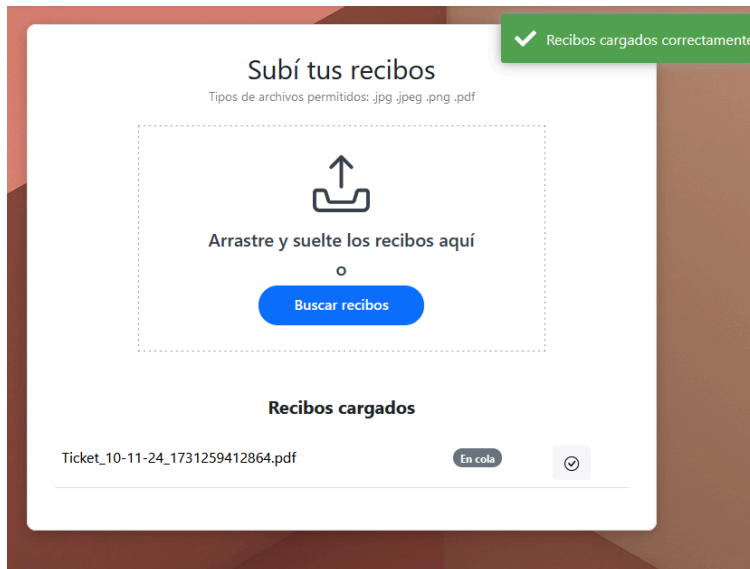 Recibos cargados correctamente
Subí tus recibos
Tipos de archivos permitidos: .jpg .jpeg .png .pdf
Arrastre y suelte los recibos aquí
o
Buscar recibos
Recibos cargados
Ticket_10-11-24_1731259412864.pdf En cola